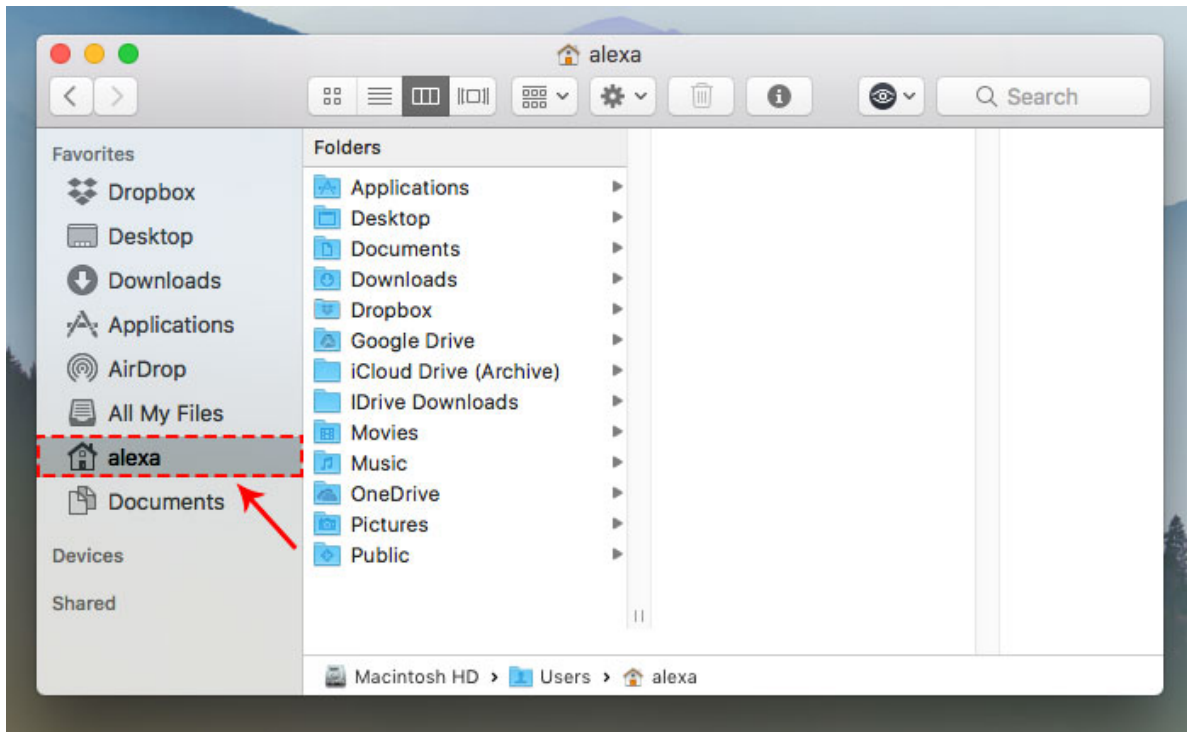 alexa
Search
Favorites
Dropbox
Desktop
Downloads
Applications
AirDrop
All My Files
alexa
Documents
Devices
Shared
Folders
Applications
Desktop
Documents
Downloads
Dropbox
Google Drive
iCloud Drive (Archive)
IDrive Downloads
Movies
Music
OneDrive
Pictures
Public
Macintosh HD › Users › alexa